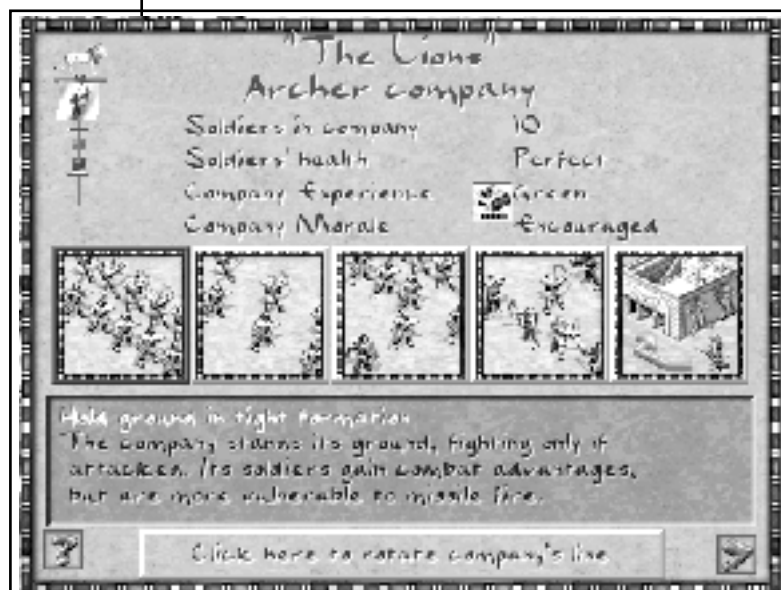 "The Lions"
Archer company
Soldiers in company 10
Soldiers' health Perfect
Company Experience Green
Company Morale Encouraged
Hold ground in tight formation
The company stands its ground, fighting only if
attacked. Its soldiers gain combat advantages,
but are more vulnerable to missile fire.
?
Click here to rotate company's line